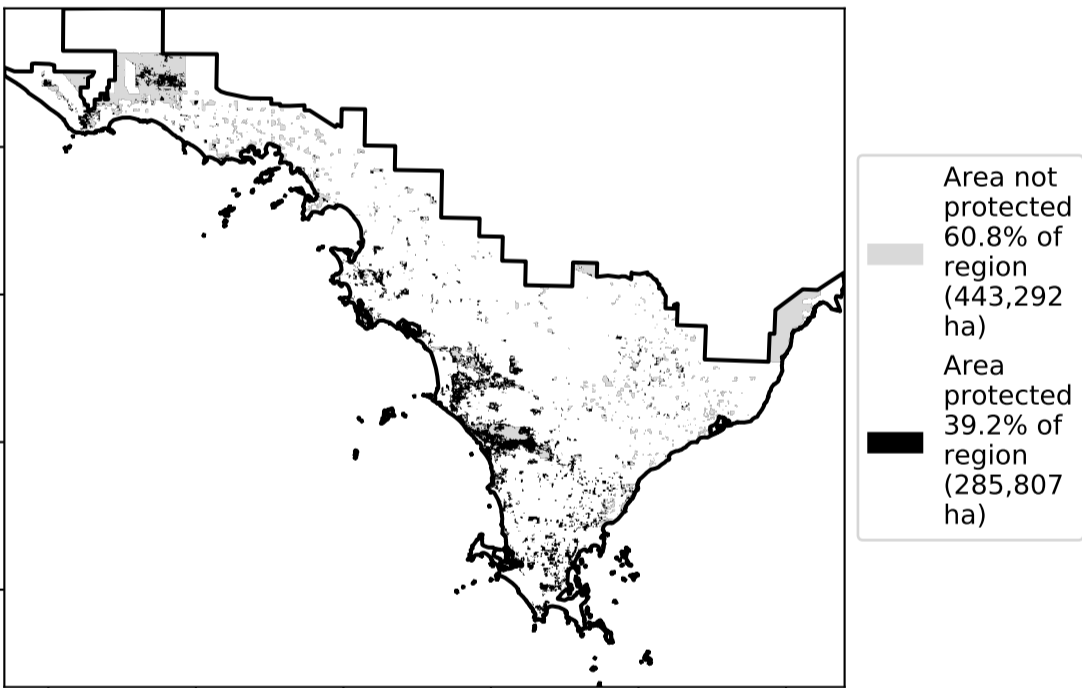 Area not
protected
60.8% of
region
(443,292
ha)
Area
protected
39.2% of
region
(285,807
ha)